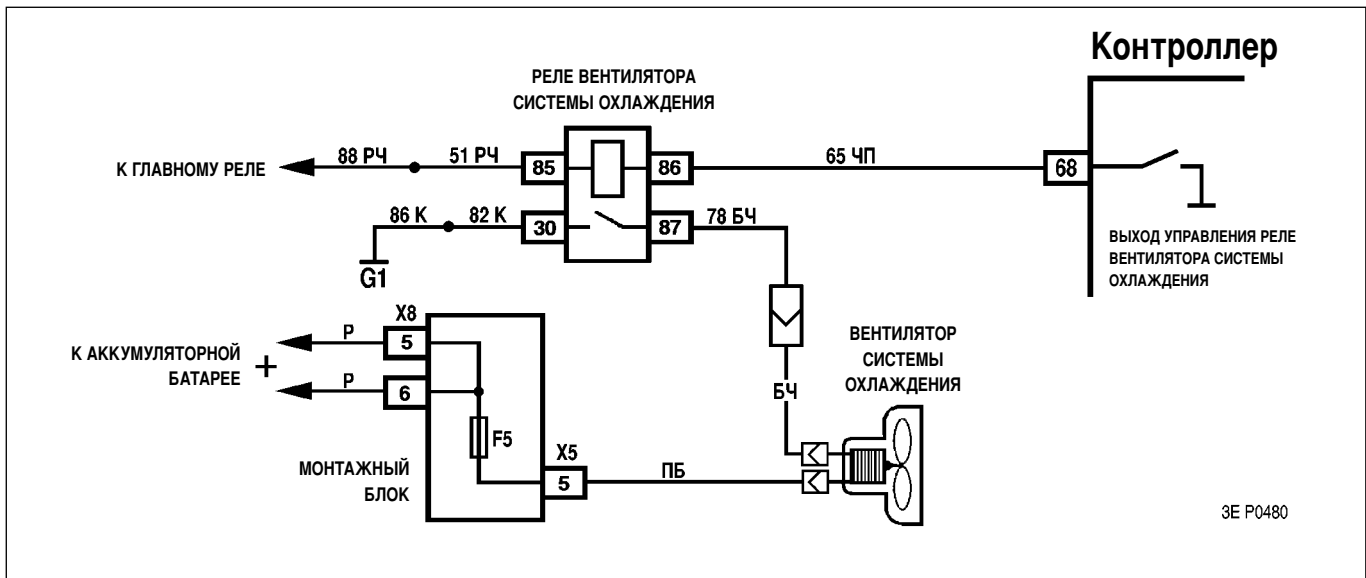 Контроллер
РЕЛЕ ВЕНТИЛЯТОРА
СИСТЕМЫ ОХЛАЖДЕНИЯ
К ГЛАВНОМУ РЕЛЕ
88 РЧ
51 РЧ
85
86
65 ЧП
68
86 К
82 К
30
87
78 БЧ
G1
ВЫХОД УПРАВЛЕНИЯ РЕЛЕ
ВЕНТИЛЯТОРА СИСТЕМЫ
ОХЛАЖДЕНИЯ
К АККУМУЛЯТОРНОЙ
БАТАРЕЕ
+
Р
Х8
5
Р
6
F5
МОНТАЖНЫЙ
БЛОК
Х5
5
ПБ
БЧ
ВЕНТИЛЯТОР
СИСТЕМЫ
ОХЛАЖДЕНИЯ
3E P0480